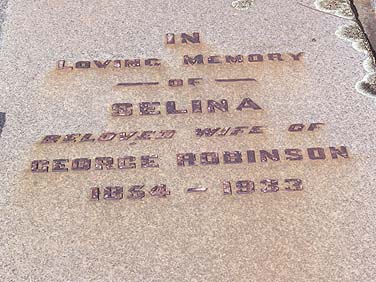 IN
LOVING MEMORY
— OF —
SELINA
BELOVED WIFE OF
GEORGE ROBINSON
1854 – 1933